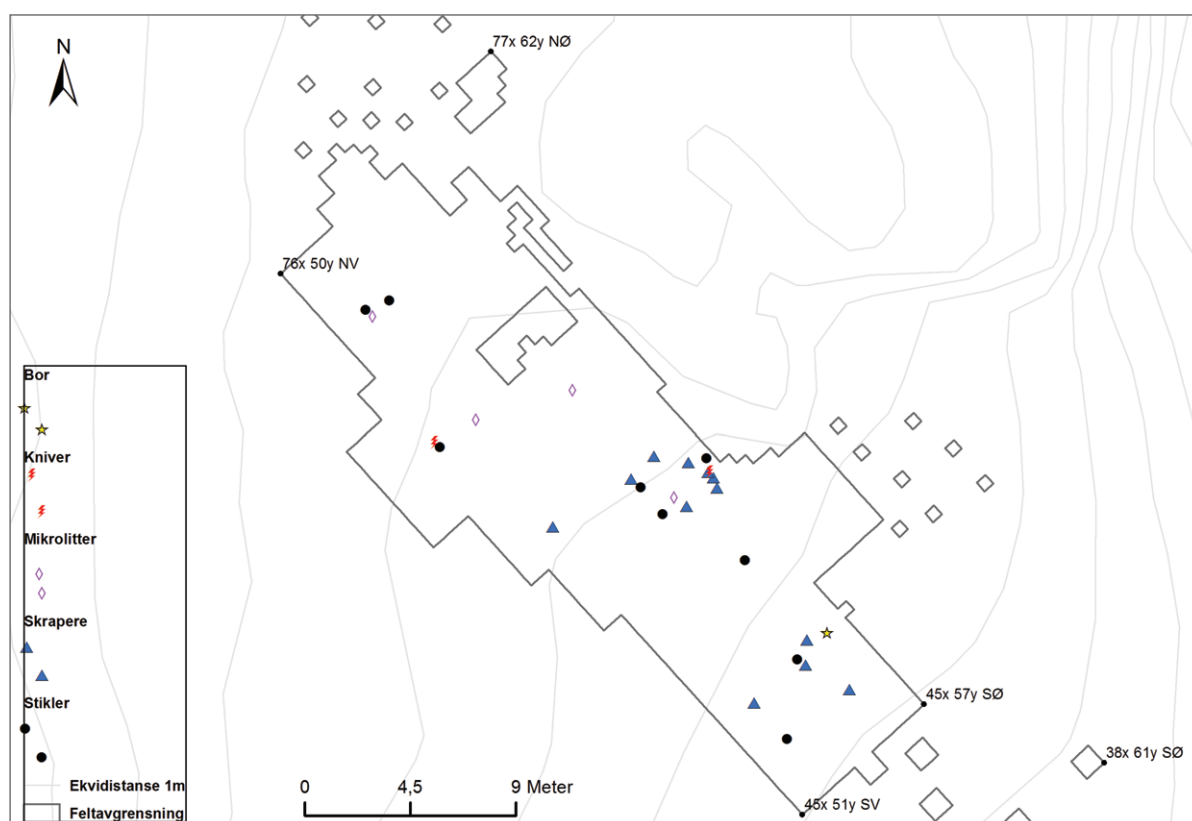 N
77x 62y NØ
76x 50y NV
Bor
Kniver
Mikrolitter
Skrapere
Stikler
Ekvidistanse 1m
Feltavgrensning
0 4,5 9 Meter
45x 57y SØ
38x 61y SØ
45x 51y SV